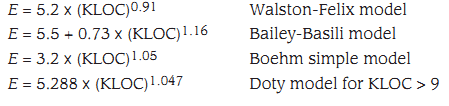 E = 5.2 x (KLOC)0.91 Walston-Felix model
E = 5.5 + 0.73 x (KLOC)1.16 Bailey-Basili model
E = 3.2 x (KLOC)1.05 Boehm simple model
E = 5.288 x (KLOC)1.047 Doty model for KLOC > 9